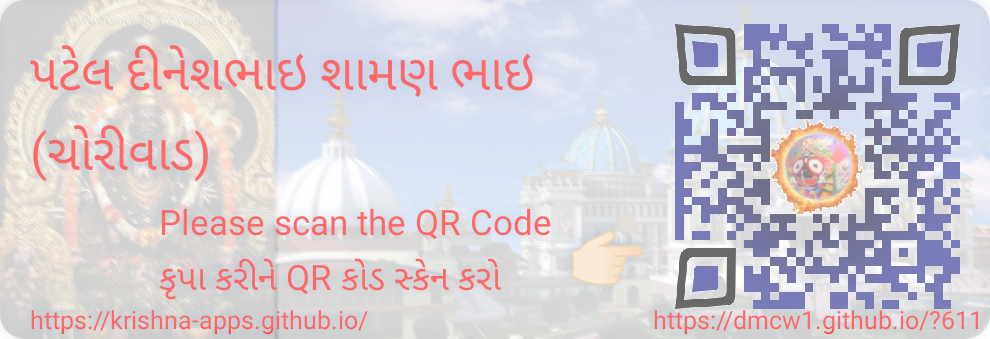 પટેલ દીનેશભાઇ શામણ ભાઇ
(ચોરીવાડ)
Please scan the QR Code
કૃપા કરીને QR કોડ સ્કેન કરો
https://krishna-apps.github.io/
https://dmcw1.github.io/?611